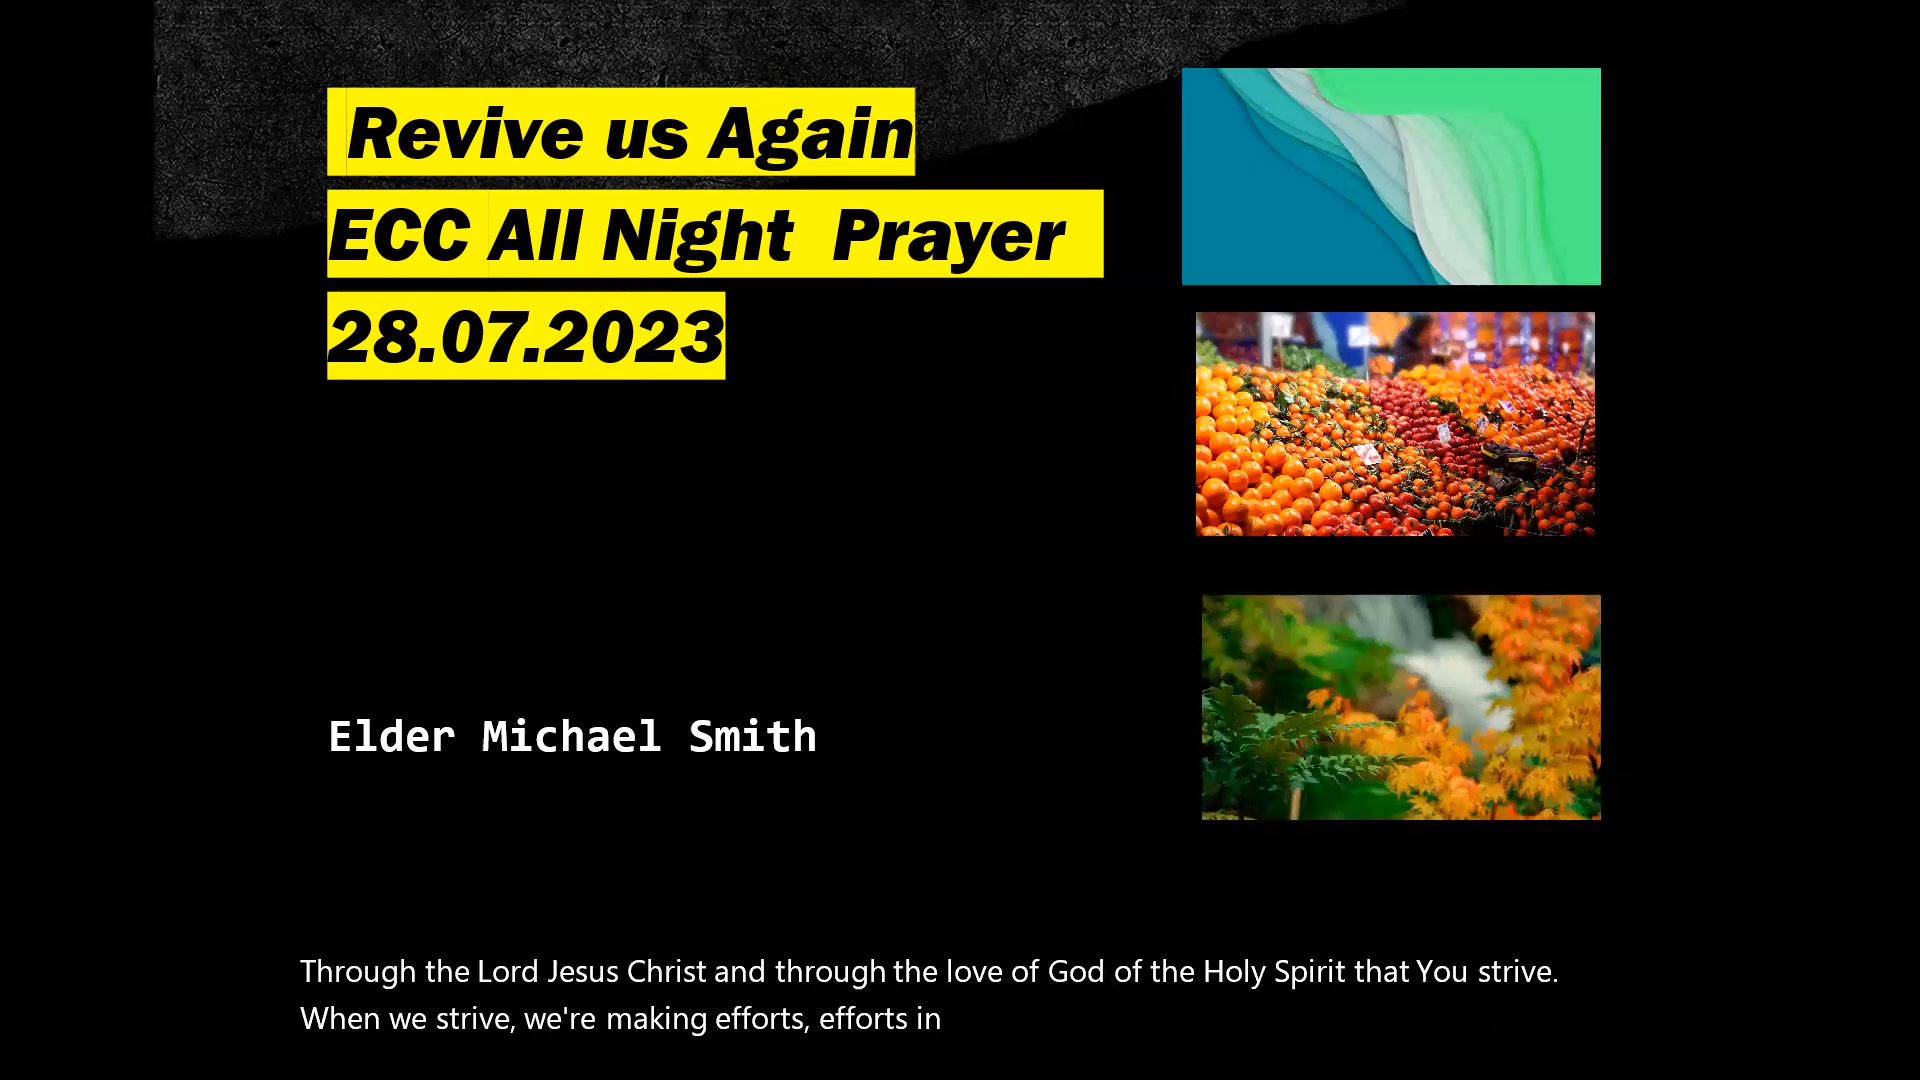 Revive us Again
ECC All Night Prayer
28.07.2023
Elder Michael Smith
Through the Lord Jesus Christ and through the love of God of the Holy Spirit that You strive.
When we strive, we're making efforts, efforts in